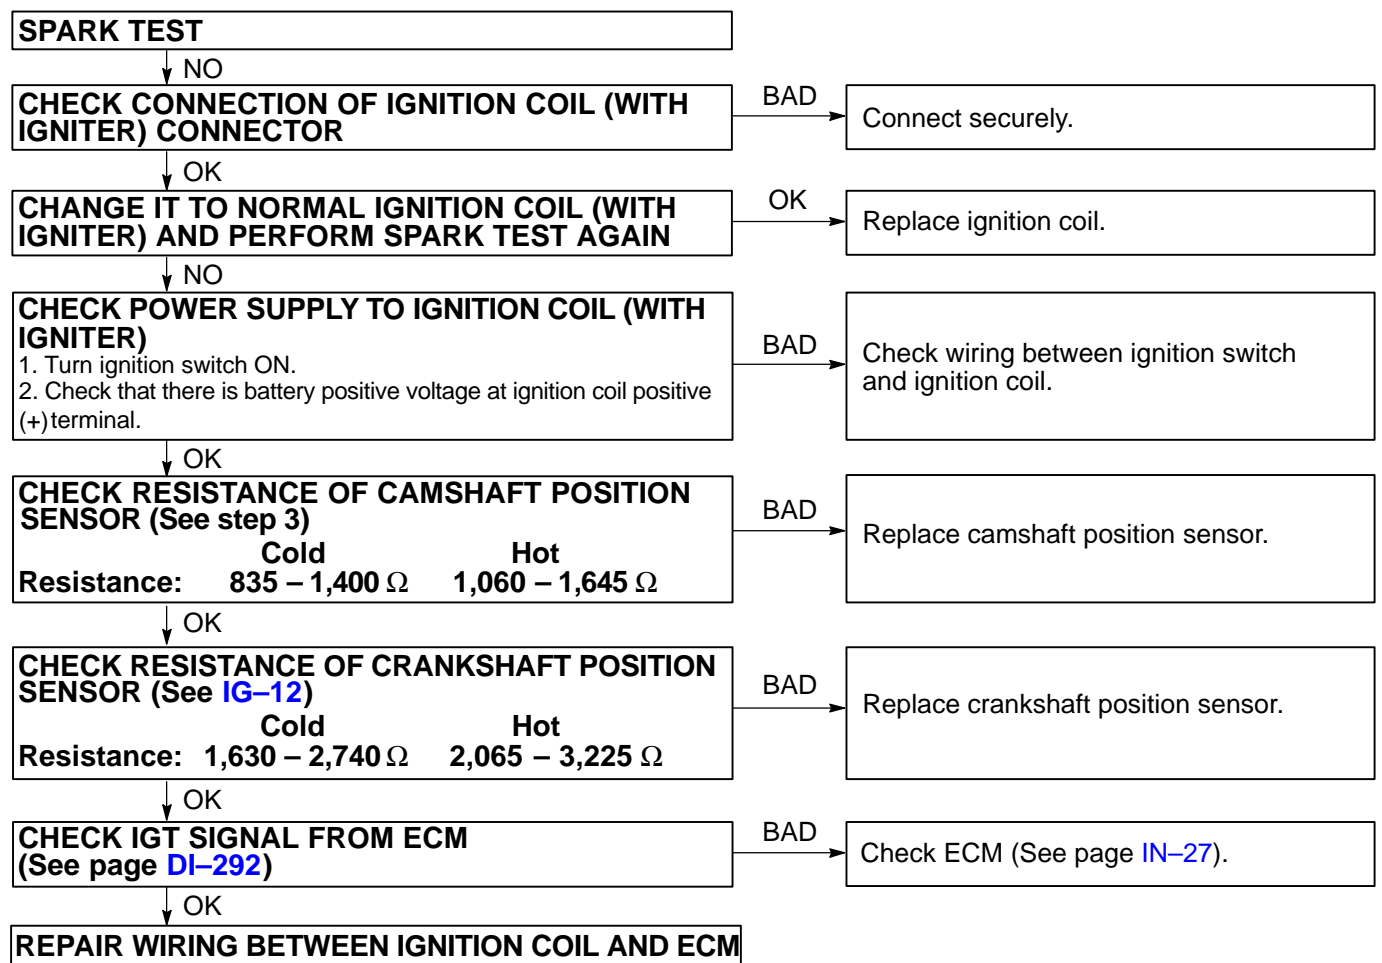 SPARK TEST
NO
CHECK CONNECTION OF IGNITION COIL (WITH
IGNITER) CONNECTOR
BAD
Connect securely.
OK
CHANGE IT TO NORMAL IGNITION COIL (WITH
IGNITER) AND PERFORM SPARK TEST AGAIN
OK
Replace ignition coil.
NO
CHECK POWER SUPPLY TO IGNITION COIL (WITH
IGNITER)
1. Turn ignition switch ON.
2. Check that there is battery positive voltage at ignition coil positive
(+) terminal.
BAD
Check wiring between ignition switch
and ignition coil.
OK
CHECK RESISTANCE OF CAMSHAFT POSITION
SENSOR (See step 3)
Cold Hot
Resistance: 835 – 1,400 Ω 1,060 – 1,645 Ω
BAD
Replace camshaft position sensor.
OK
CHECK RESISTANCE OF CRANKSHAFT POSITION
SENSOR (See IG–12)
Cold Hot
Resistance: 1,630 – 2,740 Ω 2,065 – 3,225 Ω
BAD
Replace crankshaft position sensor.
OK
CHECK IGT SIGNAL FROM ECM
(See page DI–292)
BAD
Check ECM (See page IN–27).
OK
REPAIR WIRING BETWEEN IGNITION COIL AND ECM